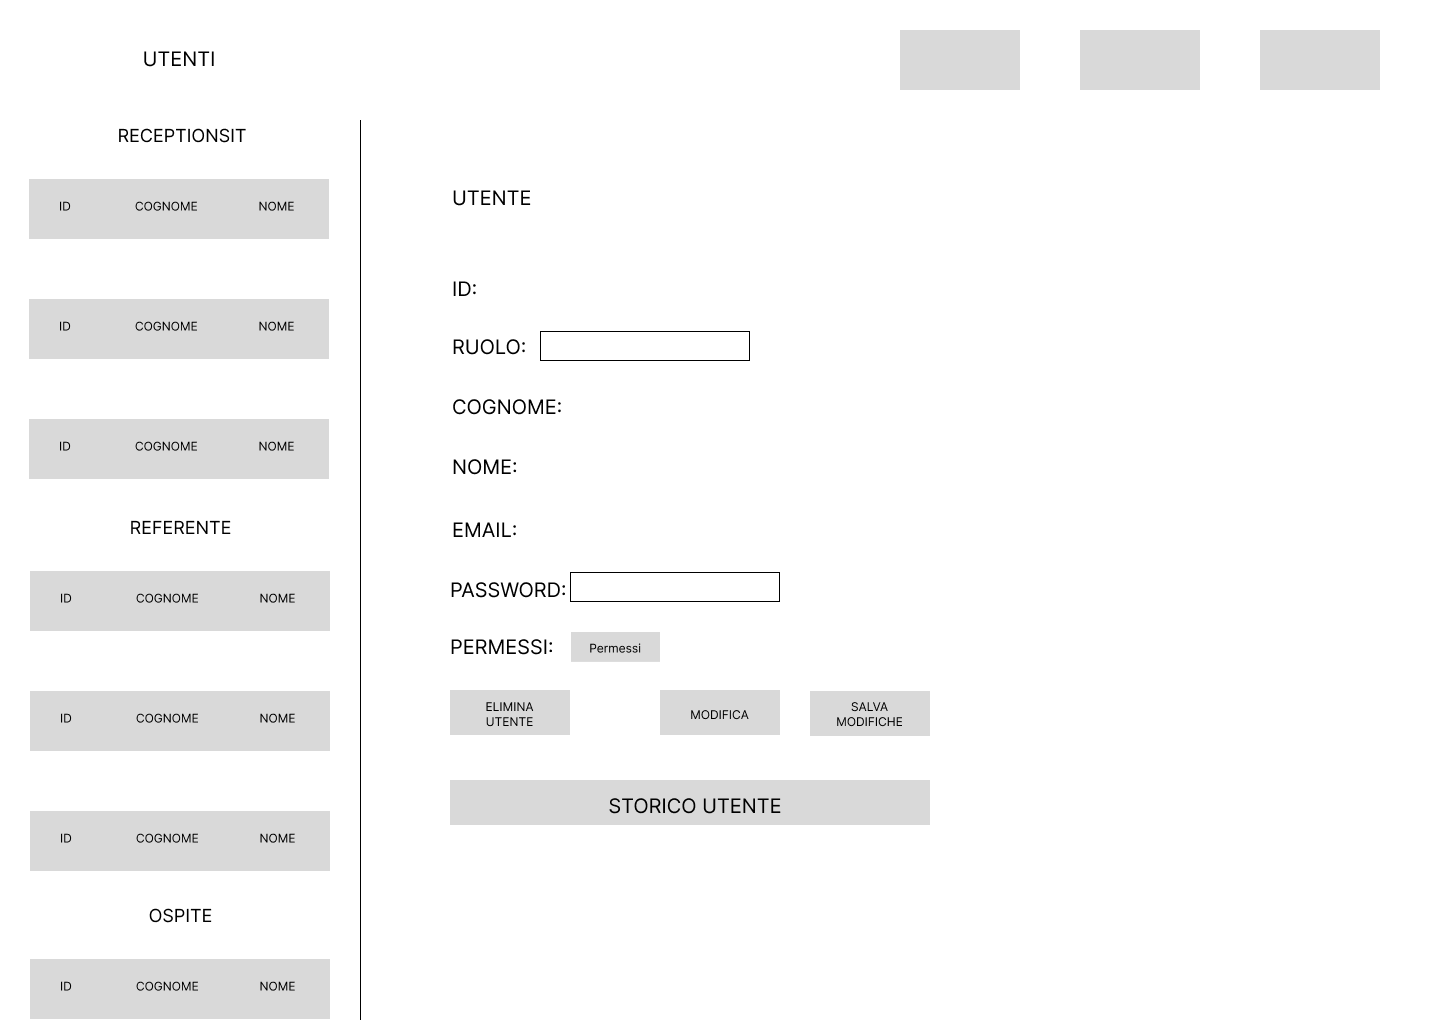 UTENTI
RECEPTIONSIT
ID COGNOME NOME
ID COGNOME NOME
ID COGNOME NOME
REFERENTE
ID COGNOME NOME
ID COGNOME NOME
ID COGNOME NOME
OSPITE
ID COGNOME NOME
UTENTE
ID:
RUOLO:
COGNOME:
NOME:
EMAIL:
PASSWORD:
PERMESSI: Permessi
ELIMINA
UTENTE
MODIFICA
SALVA
MODIFICHE
STORICO UTENTE